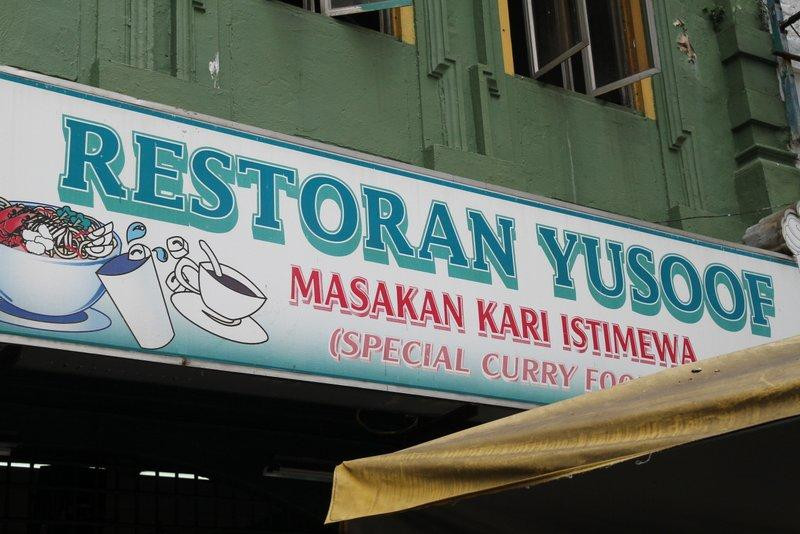 RESTORAN YUSOOF
MASAKAN KARI ISTIMEWA
(SPECIAL CURRY